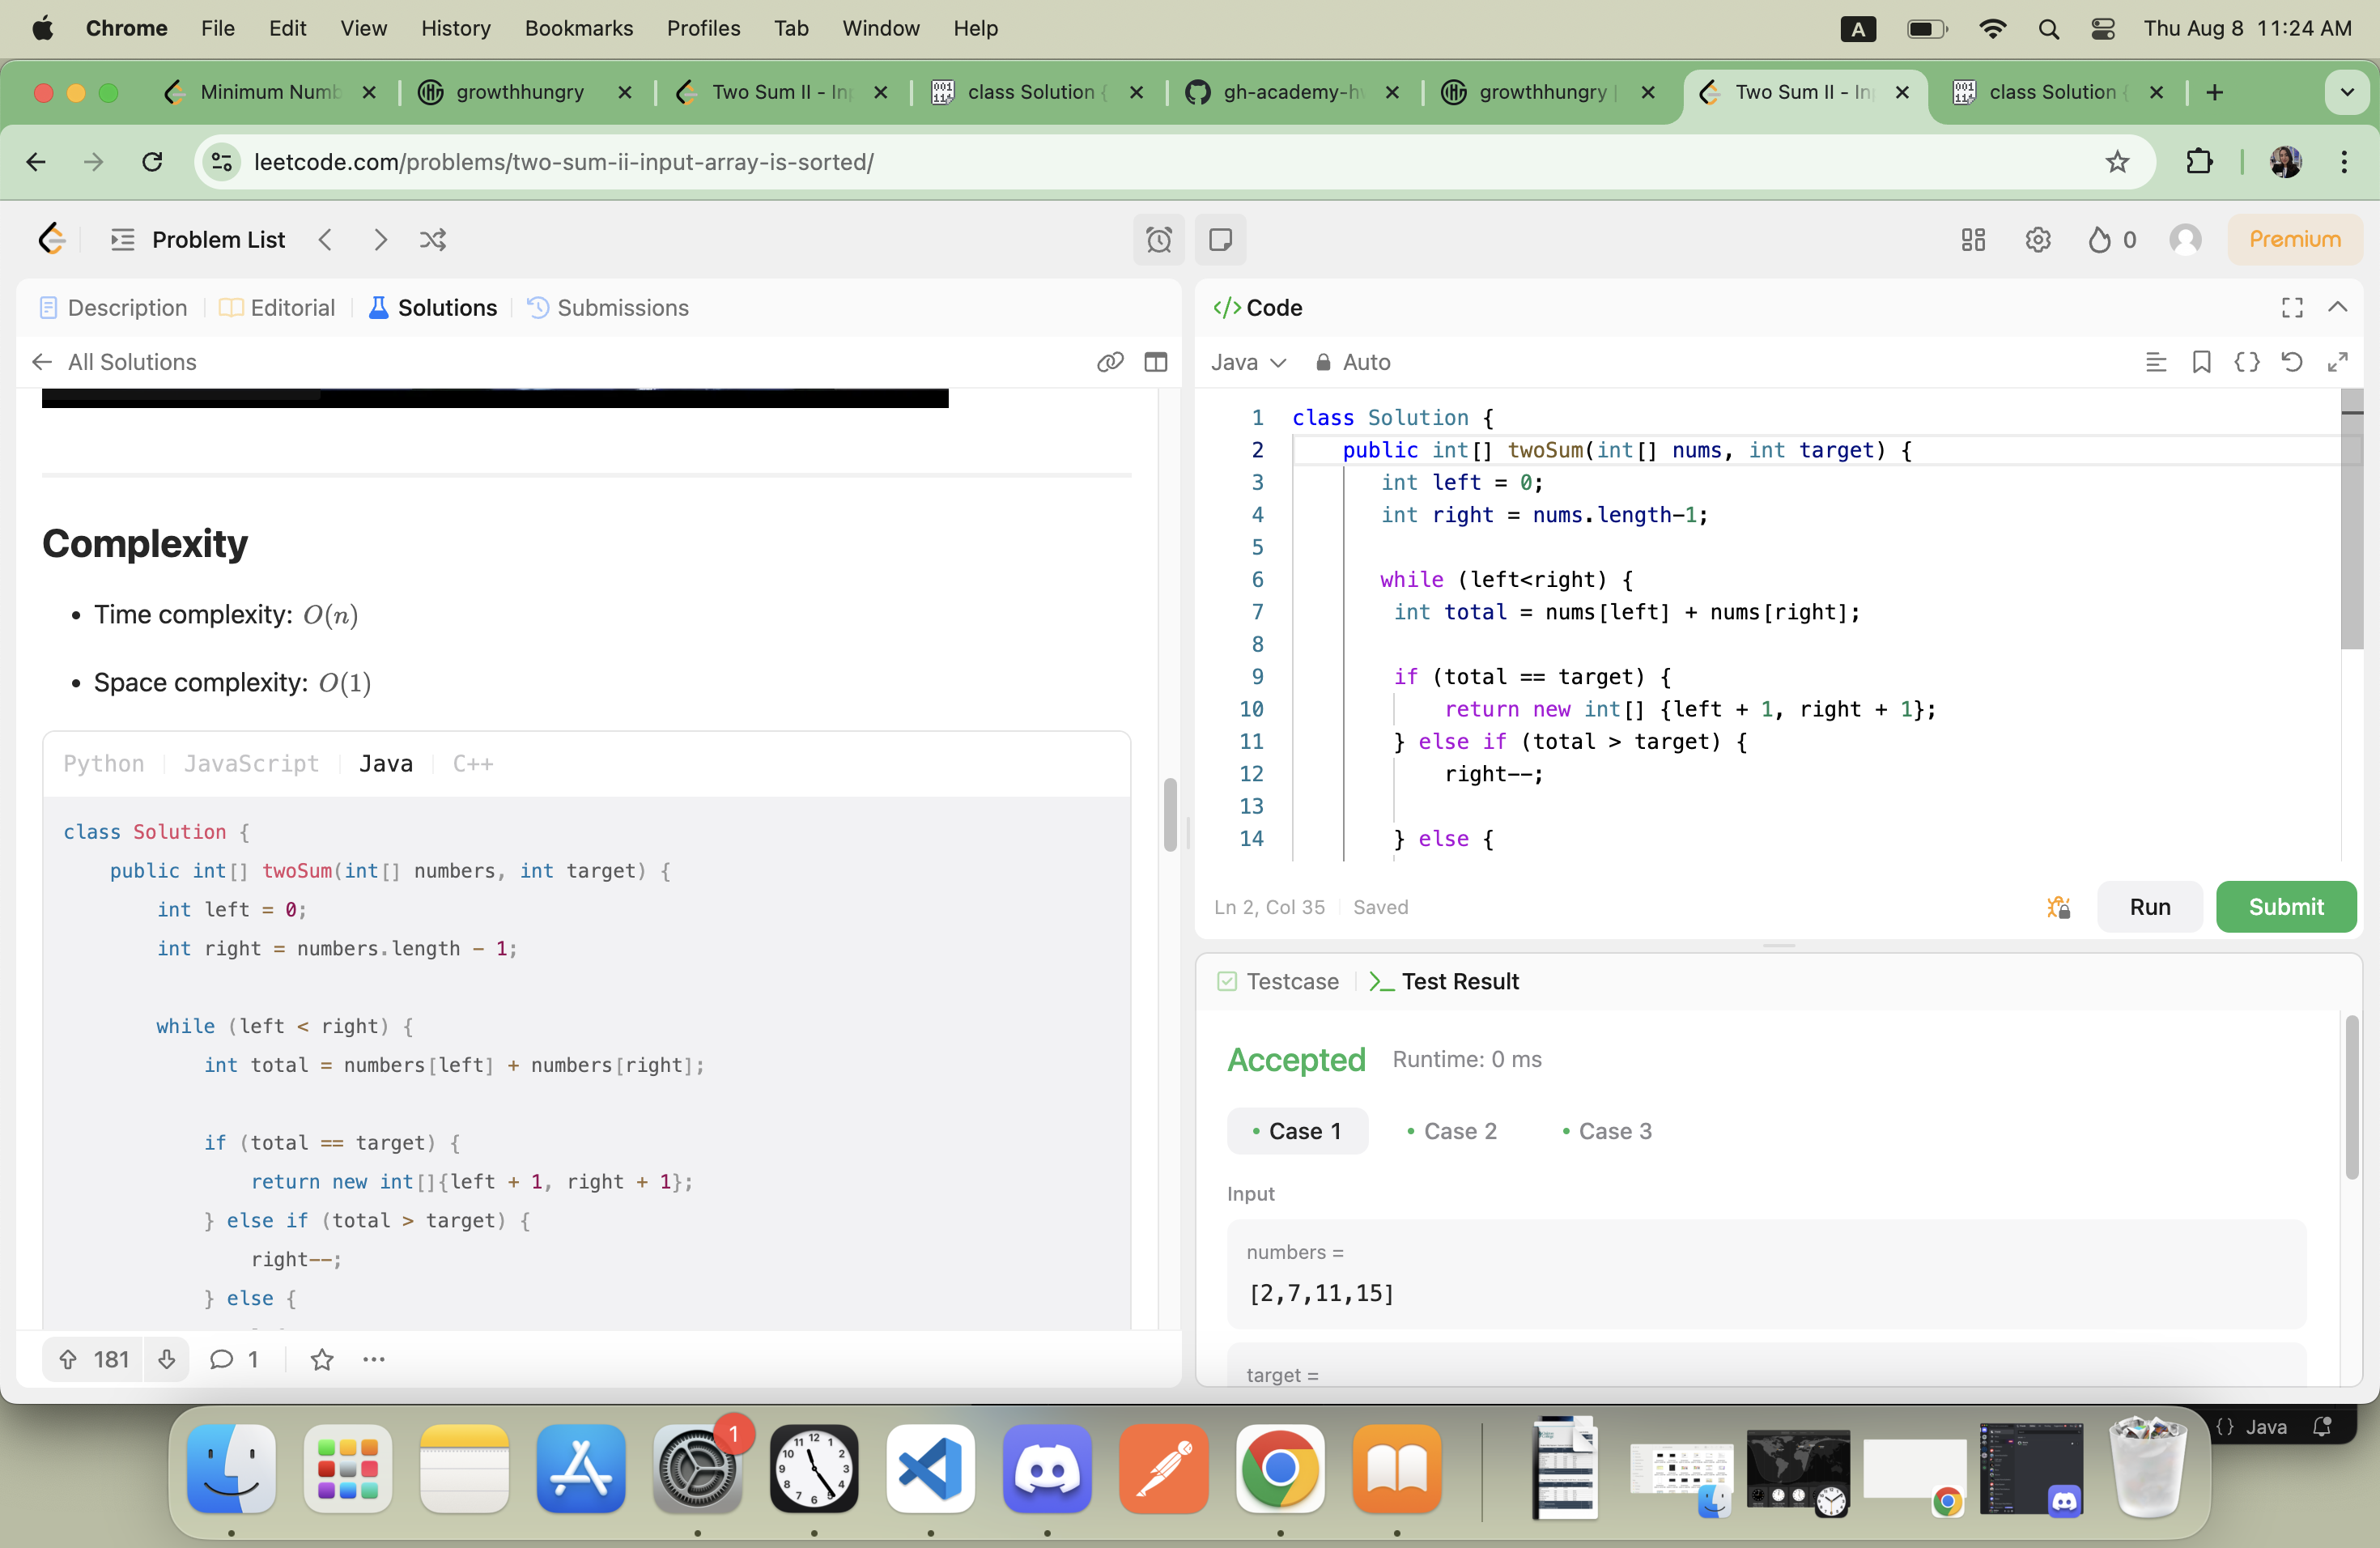 Chrome File Edit View History Bookmarks Profiles Tab Window Help A Thu Aug 8 11:24 AM
Minimum Numb growthhungry Two Sum II - In class Solution { gh-academy-h growthhungry | Two Sum II - In class Solution {
leetcode.com/problems/two-sum-ii-input-array-is-sorted/
Problem List 0 Premium
Description Editorial Solutions Submissions
All Solutions
Complexity
• Time complexity: O(n)
• Space complexity: O(1)
Python JavaScript Java C++
class Solution {
public int[] twoSum(int[] numbers, int target) {
int left = 0;
int right = numbers.length - 1;
while (left < right) {
int total = numbers[left] + numbers[right];
if (total == target) {
return new int[]{left + 1, right + 1};
} else if (total > target) {
right--;
} else {
181 1
Code
Java Auto
1 class Solution {
2 public int[] twoSum(int[] nums, int target) {
3 int left = 0;
4 int right = nums.length-1;
5
6 while (left<right) {
7 int total = nums[left] + nums[right];
8
9 if (total == target) {
10 return new int[] {left + 1, right + 1};
11 } else if (total > target) {
12 right--;
13
14 } else {
Ln 2, Col 35 Saved Run Submit
Testcase Test Result
Accepted Runtime: 0 ms
• Case 1 • Case 2 • Case 3
Input
numbers =
[2,7,11,15]
target =
1
{} Java